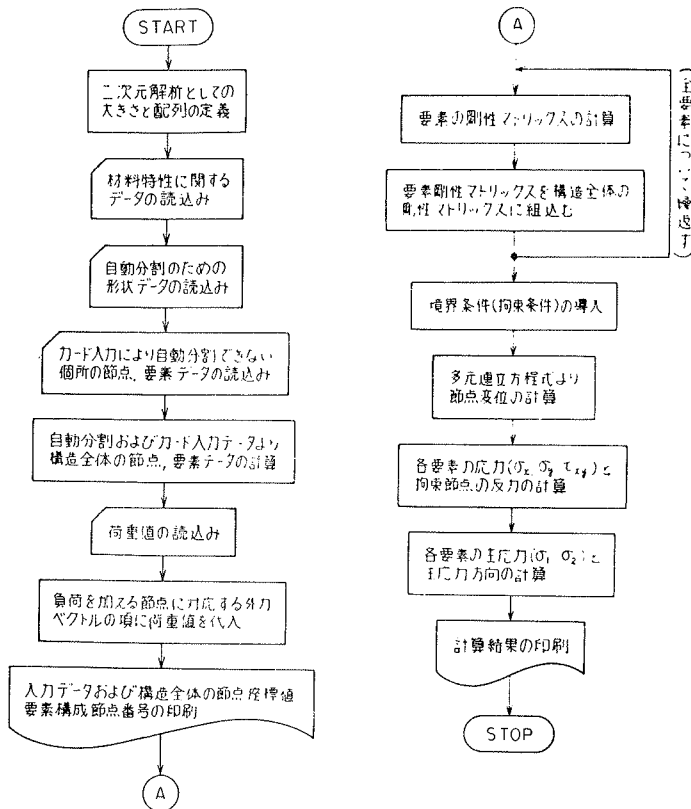 START
二次元解析としての
大きさと配列の定義
材料特性に関する
データの読込み
自動分割のための
形状データの読込み
カード入力により自動分割できない
個所の節点,要素データの読込み
自動分割およびカード入力データより
構造全体の節点,要素データの計算
荷重値の読込み
負荷を加える節点に対応する外力
ベクトルの項に荷重値を代入
入力データおよび構造全体の節点座標値
要素構成節点番号の印刷
A
A
要素の剛性マトリックスの計算
要素剛性マトリックスを構造全体の
剛性マトリックスに組込む
(全要素について繰返す)
境界条件(拘束条件)の導入
多元連立方程式より
節点変位の計算
各要素の応力(σx σy τxy)と
拘束節点の反力の計算
各要素の主応力(σ1 σ2)と
主応力方向の計算
計算結果の印刷
STOP